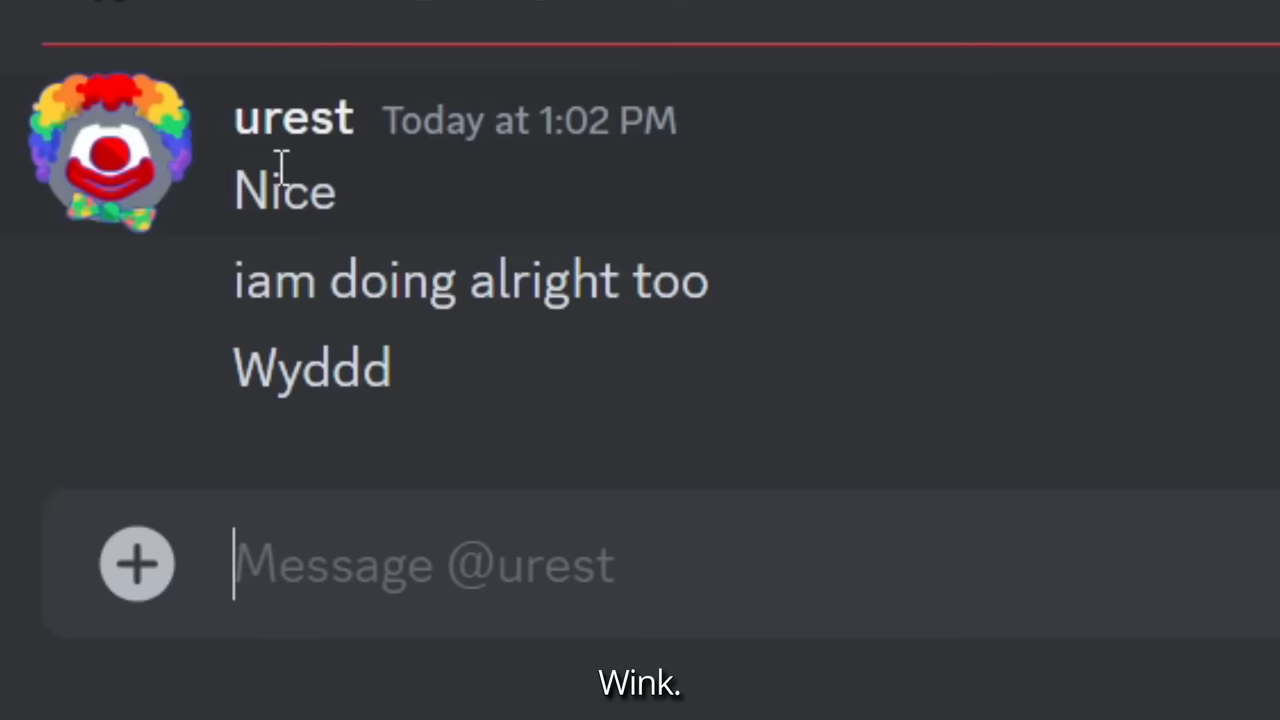 urest Today at 1:02 PM
Nice
iam doing alright too
Wyddd
Message @urest
Wink.